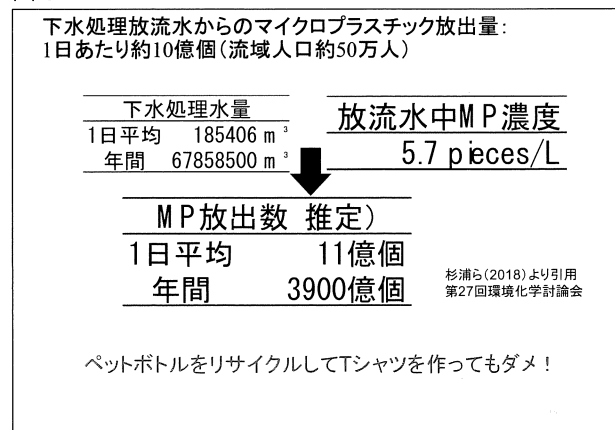 下水処理放流水からのマイクロプラスチック放出量：
1日あたり約10億個（流域人口約50万人）
下水処理水量
1日平均 185406 m³
年間 67858500 m³
放流水中MP濃度
5.7 pieces/L
MP放出数 推定)
1日平均 11億個
年間 3900億個
杉浦ら(2018)より引用
第27回環境化学討論会
ペットボトルをリサイクルしてTシャツを作ってもダメ！